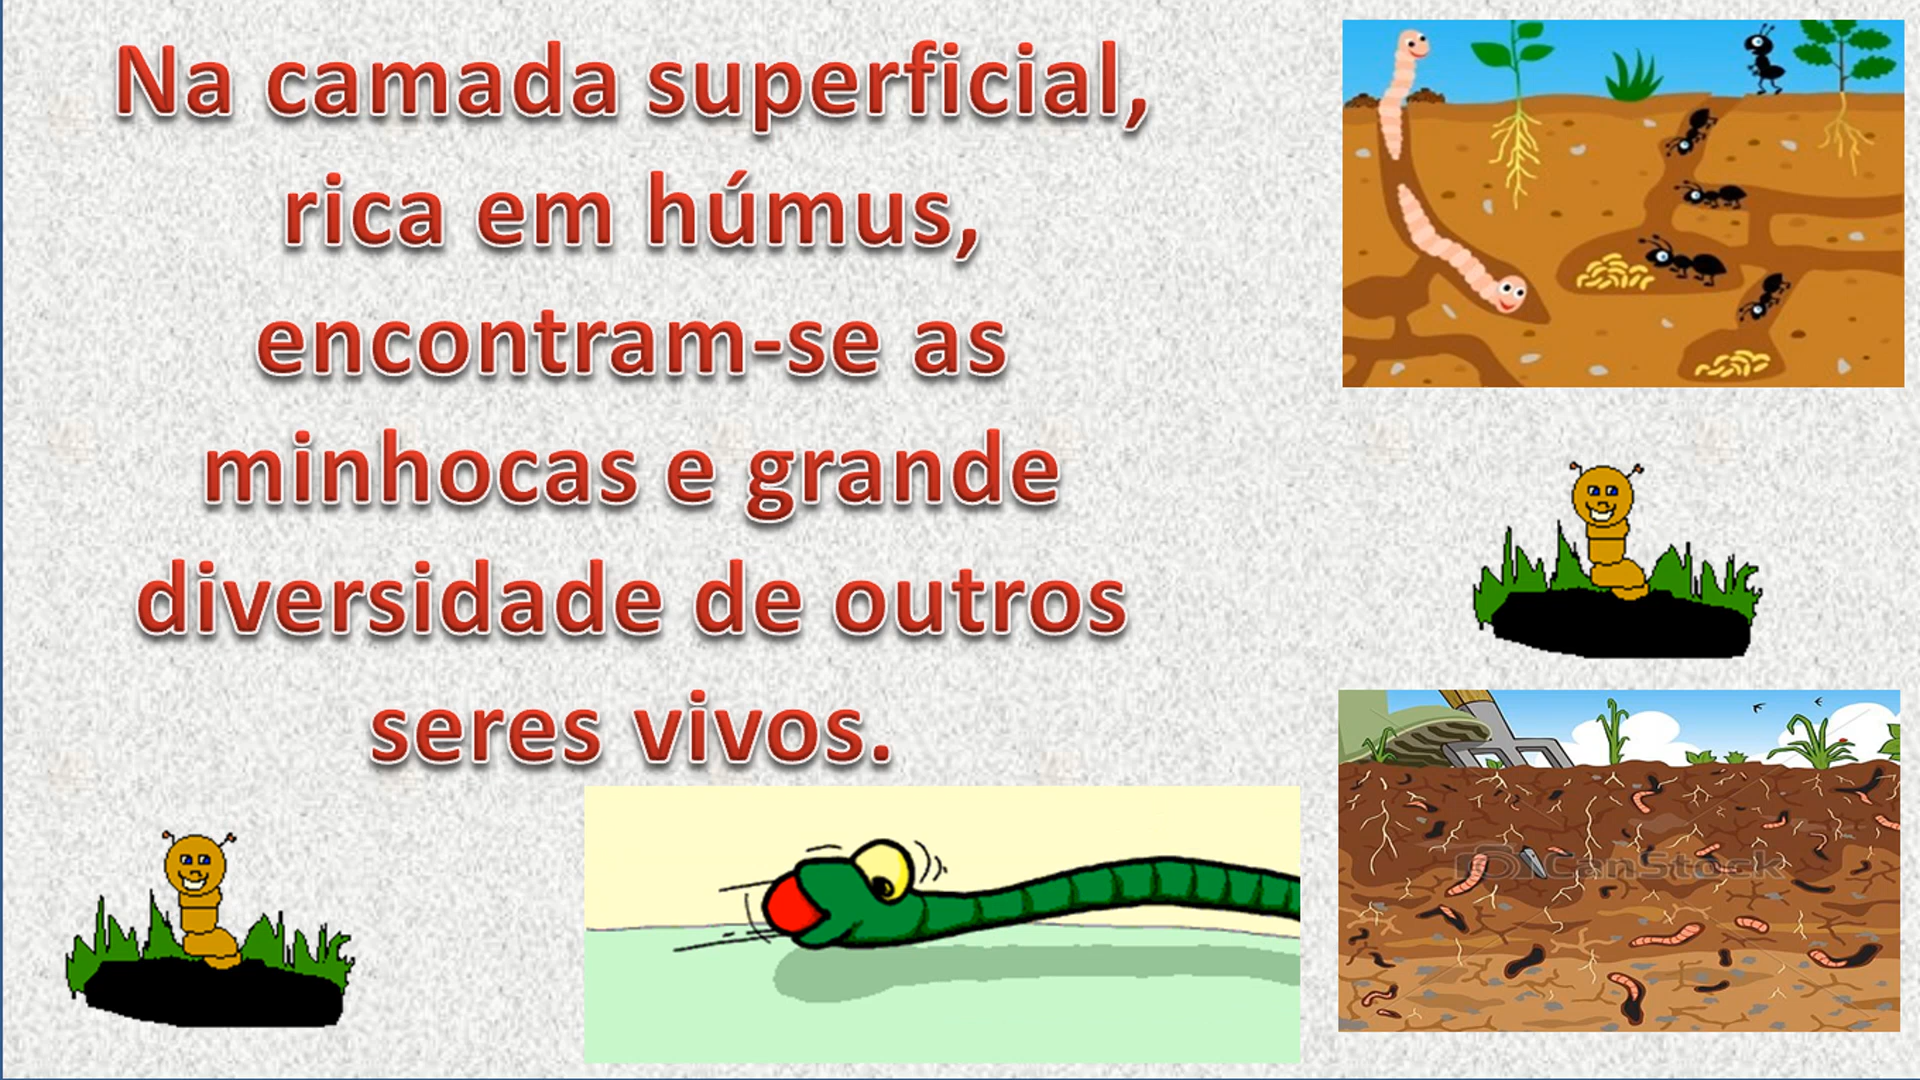 Na camada superficial,
rica em húmus,
encontram-se as
minhocas e grande
diversidade de outros
seres vivos.
CanStock